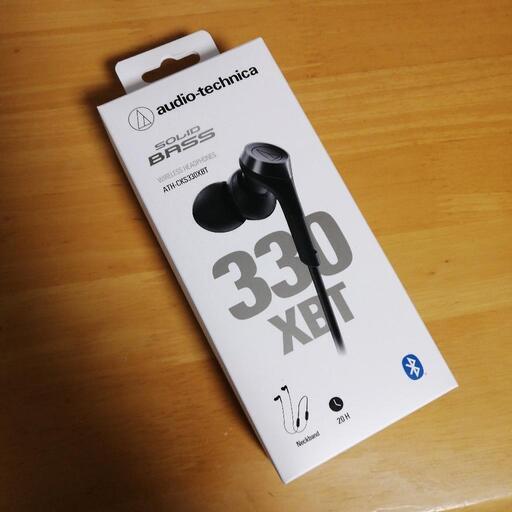 audio-technica
SOLID
BASS
WIRELESS HEADPHONES
ATH-CKS330XBT
330
XBT
Neckband
20 H